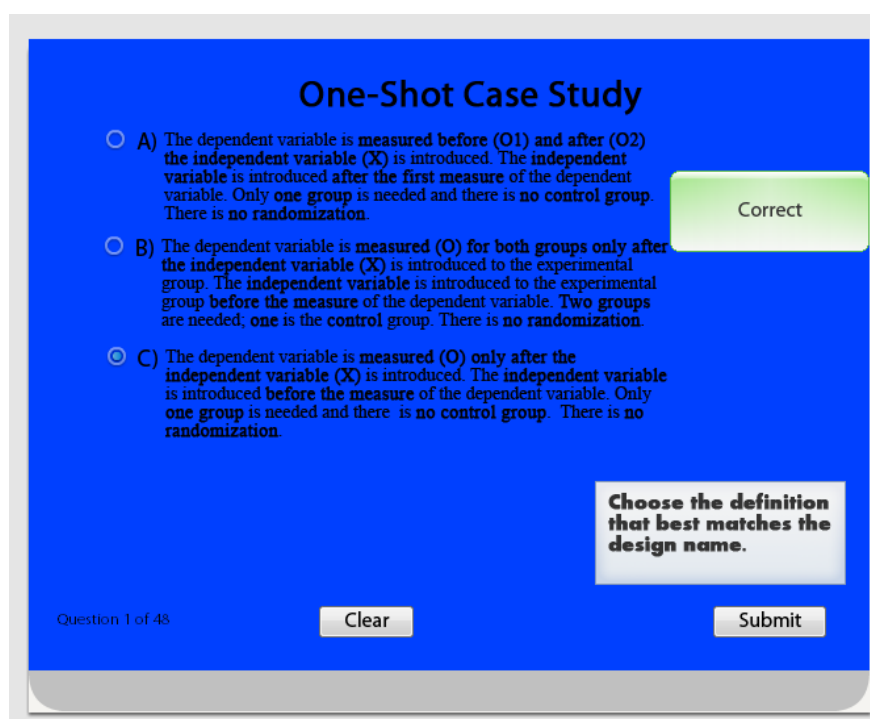 One-Shot Case Study
A) The dependent variable is measured before (O1) and after (O2)
the independent variable (X) is introduced. The independent
variable is introduced after the first measure of the dependent
variable. Only one group is needed and there is no control group.
There is no randomization.
Correct
B) The dependent variable is measured (O) for both groups only after
the independent variable (X) is introduced to the experimental
group. The independent variable is introduced to the experimental
group before the measure of the dependent variable. Two groups
are needed; one is the control group. There is no randomization.
C) The dependent variable is measured (O) only after the
independent variable (X) is introduced. The independent variable
is introduced before the measure of the dependent variable. Only
one group is needed and there is no control group. There is no
randomization.
Choose the definition
that best matches the
design name.
Question 1 of 48
Clear
Submit